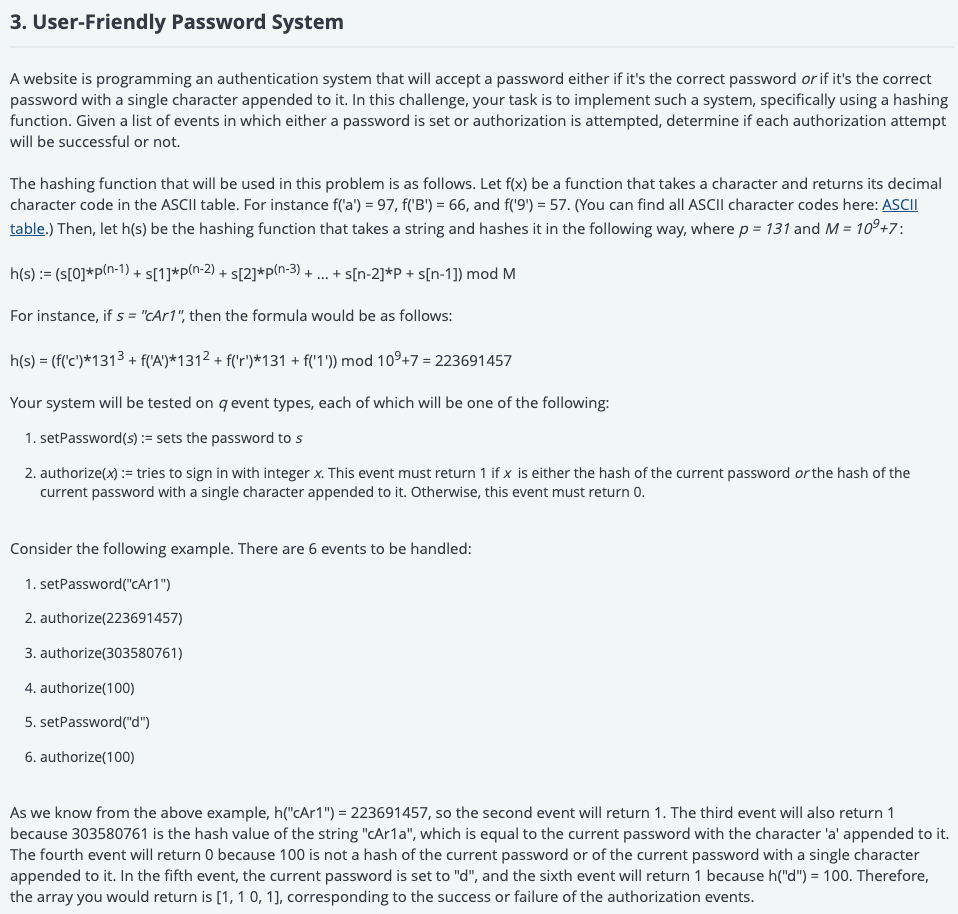 3. User-Friendly Password System
A website is programming an authentication system that will accept a password either if it's the correct password or if it's the correct
password with a single character appended to it. In this challenge, your task is to implement such a system, specifically using a hashing
function. Given a list of events in which either a password is set or authorization is attempted, determine if each authorization attempt
will be successful or not.
The hashing function that will be used in this problem is as follows. Let f(x) be a function that takes a character and returns its decimal
character code in the ASCII table. For instance f('a') = 97, f('B') = 66, and f('9') = 57. (You can find all ASCII character codes here: ASCII
table.) Then, let h(s) be the hashing function that takes a string and hashes it in the following way, where p = 131 and M = 10⁹+7 :
h(s) := (s[0]*P⁽ⁿ⁻¹⁾ + s[1]*P⁽ⁿ⁻²⁾ + s[2]*P⁽ⁿ⁻³⁾ + ... + s[n-2]*P + s[n-1]) mod M
For instance, if s = "cAr1", then the formula would be as follows:
h(s) = (f('c')*131³ + f('A')*131² + f('r')*131 + f('1')) mod 10⁹+7 = 223691457
Your system will be tested on q event types, each of which will be one of the following:
1. setPassword(s) := sets the password to s
2. authorize(x) := tries to sign in with integer x. This event must return 1 if x is either the hash of the current password or the hash of the
current password with a single character appended to it. Otherwise, this event must return 0.
Consider the following example. There are 6 events to be handled:
1. setPassword("cAr1")
2. authorize(223691457)
3. authorize(303580761)
4. authorize(100)
5. setPassword("d")
6. authorize(100)
As we know from the above example, h("cAr1") = 223691457, so the second event will return 1. The third event will also return 1
because 303580761 is the hash value of the string "cAr1a", which is equal to the current password with the character 'a' appended to it.
The fourth event will return 0 because 100 is not a hash of the current password or of the current password with a single character
appended to it. In the fifth event, the current password is set to "d", and the sixth event will return 1 because h("d") = 100. Therefore,
the array you would return is [1, 1 0, 1], corresponding to the success or failure of the authorization events.